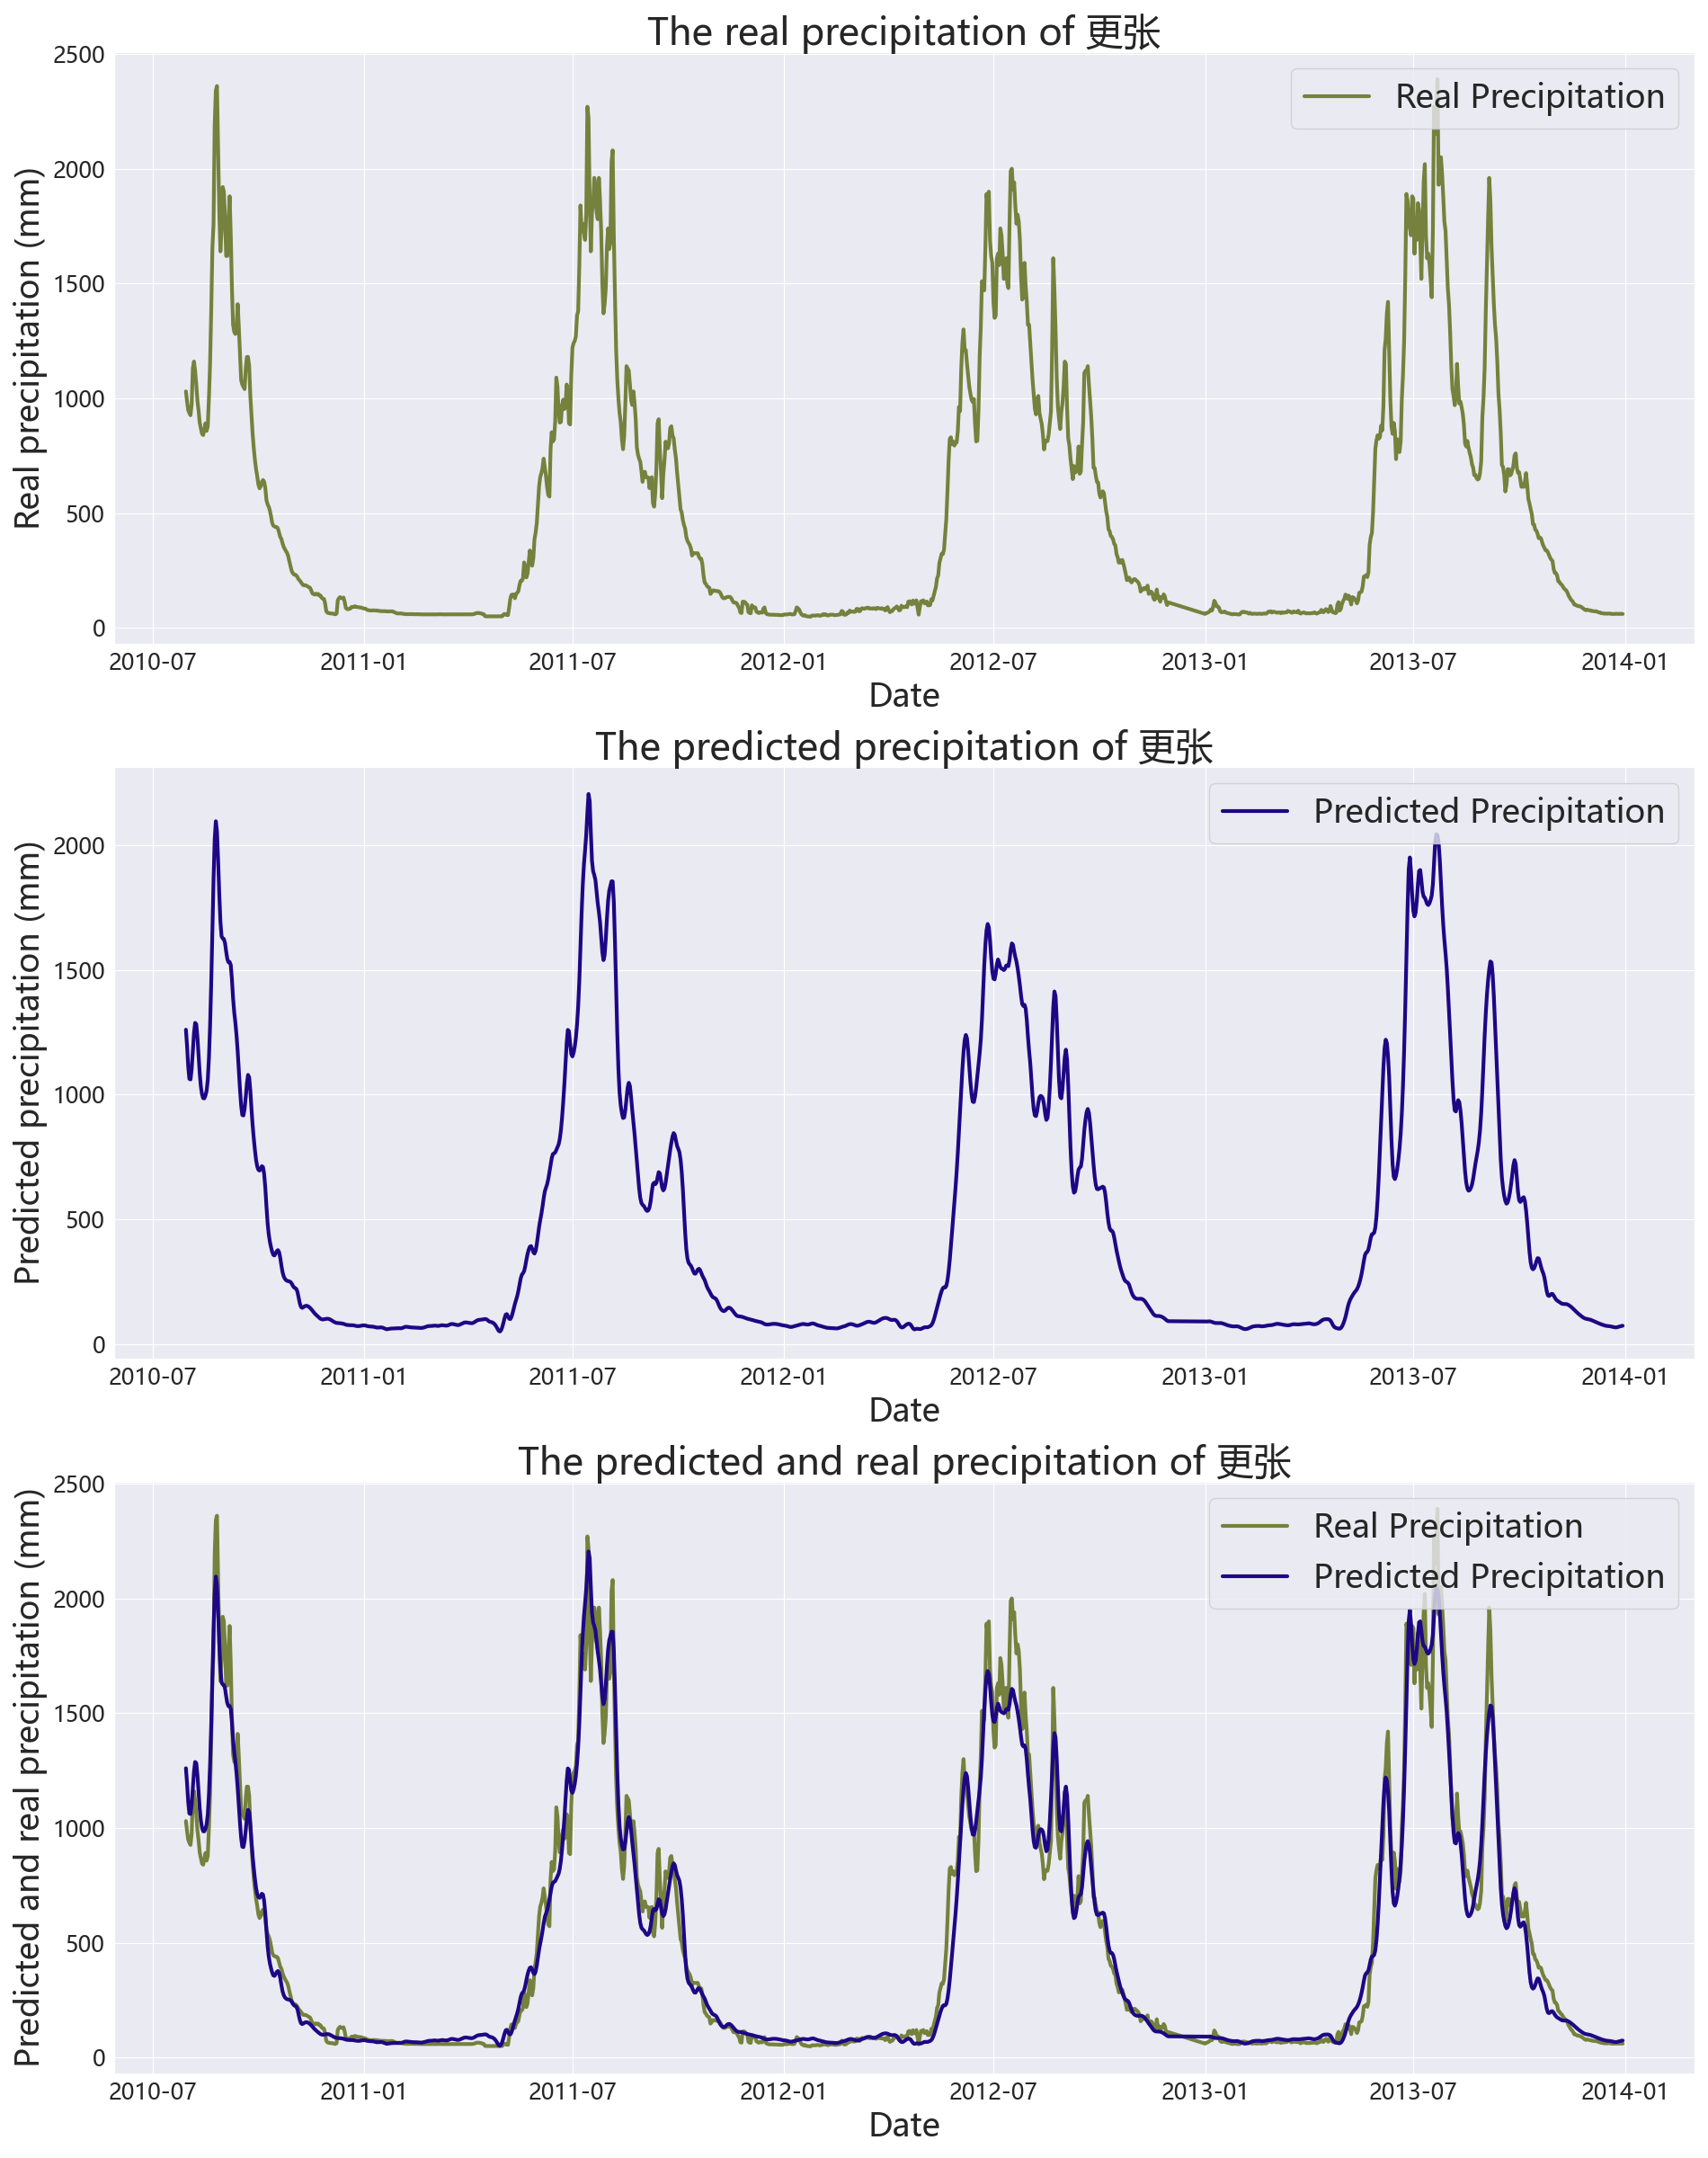 The real precipitation of 更张
Real precipitation (mm)
2500
2000
1500
1000
500
0
Real Precipitation
2010-07 2011-01 2011-07 2012-01 2012-07 2013-01 2013-07 2014-01
Date
The predicted precipitation of 更张
Predicted precipitation (mm)
2000
1500
1000
500
0
Predicted Precipitation
2010-07 2011-01 2011-07 2012-01 2012-07 2013-01 2013-07 2014-01
Date
The predicted and real precipitation of 更张
Predicted and real precipitation (mm)
2500
2000
1500
1000
500
0
Real Precipitation
Predicted Precipitation
2010-07 2011-01 2011-07 2012-01 2012-07 2013-01 2013-07 2014-01
Date